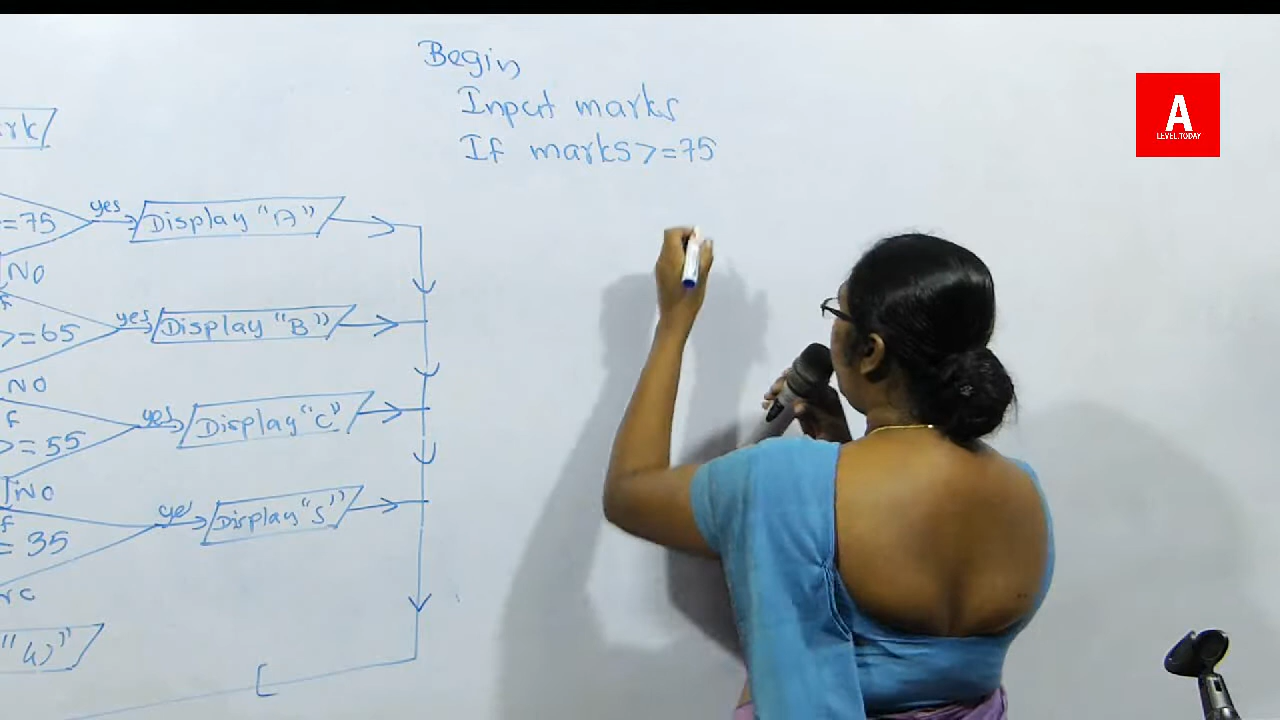 Begin
Input marks
If marks>=75
A
LEVEL.TODAY
rk
=75
yes
Display "A"
NO
f
>=65
yes
Display "B"
NO
f
>= 55
yes
Display "C"
NO
f
= 35
ye
Display "S"
"W"